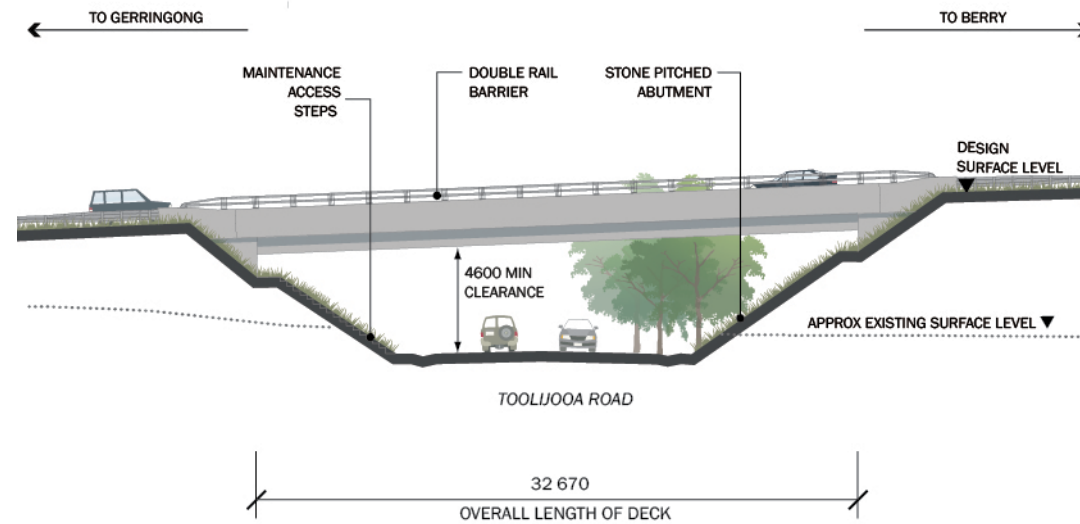 TO GERRINGONG
TO BERRY
MAINTENANCE
ACCESS
STEPS
DOUBLE RAIL
BARRIER
STONE PITCHED
ABUTMENT
DESIGN
SURFACE LEVEL
4600 MIN
CLEARANCE
APPROX EXISTING SURFACE LEVEL
TOOLIJOOA ROAD
32 670
OVERALL LENGTH OF DECK